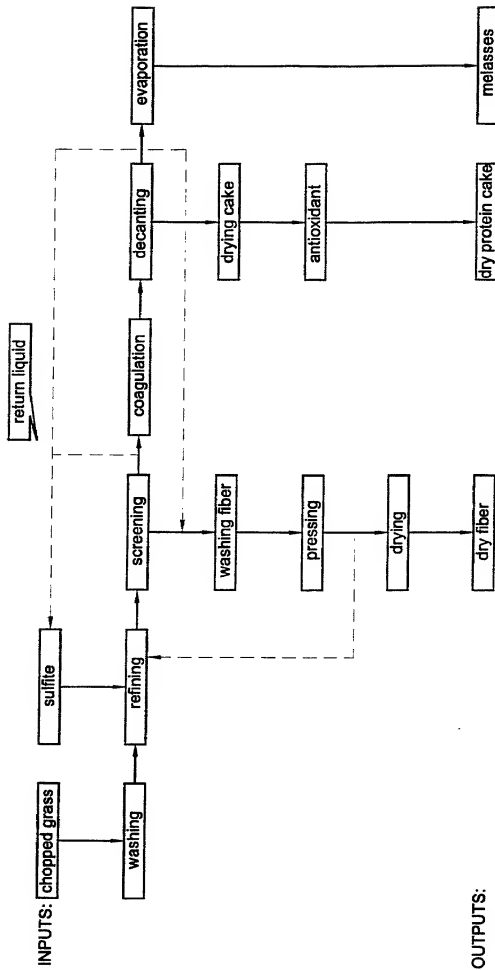 INPUTS:
chopped grass
sulfite
return liquid
washing
refining
screening
coagulation
decanting
evaporation
washing fiber
drying cake
pressing
antioxidant
drying
OUTPUTS:
dry fiber
dry protein cake
melasses